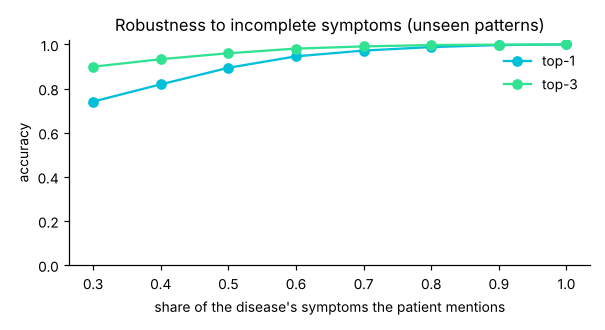 Robustness to incomplete symptoms (unseen patterns)
1.0
0.8
0.6
0.4
0.2
0.0
accuracy
top-1
top-3
0.3 0.4 0.5 0.6 0.7 0.8 0.9 1.0
share of the disease's symptoms the patient mentions